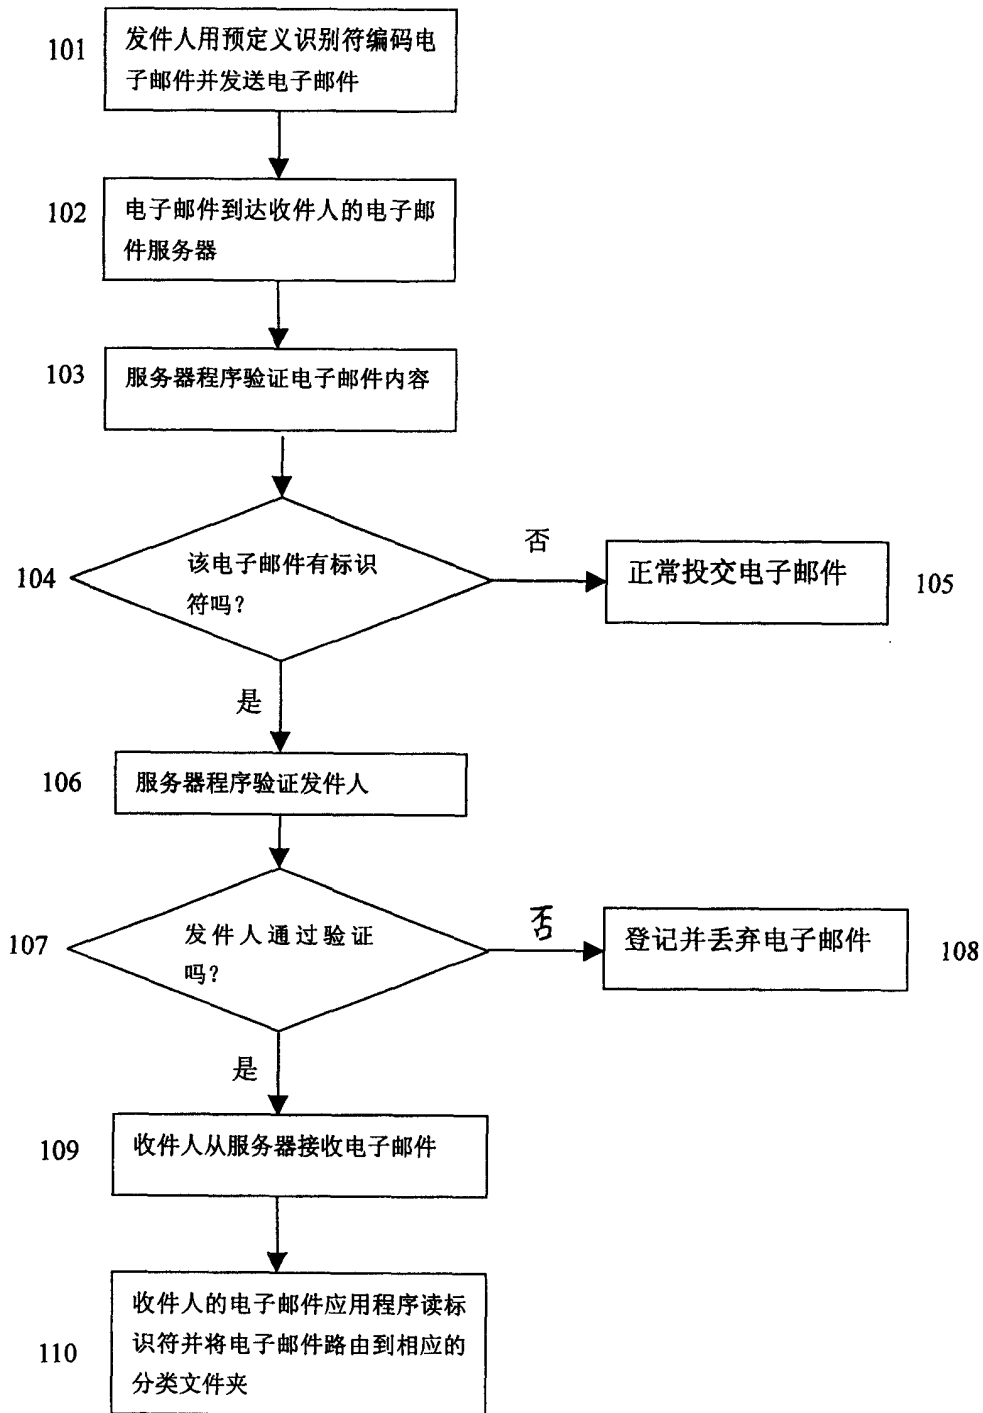 101
发件人用预定义识别符编码电
子邮件并发送电子邮件
102
电子邮件到达收件人的电子邮
件服务器
103
服务器程序验证电子邮件内容
104
该电子邮件有标识
符吗?
否
正常投交电子邮件
105
是
106
服务器程序验证发件人
107
发件人通过验证
吗?
否
登记并丢弃电子邮件
108
是
109
收件人从服务器接收电子邮件
110
收件人的电子邮件应用程序读标
识符并将电子邮件路由到相应的
分类文件夹